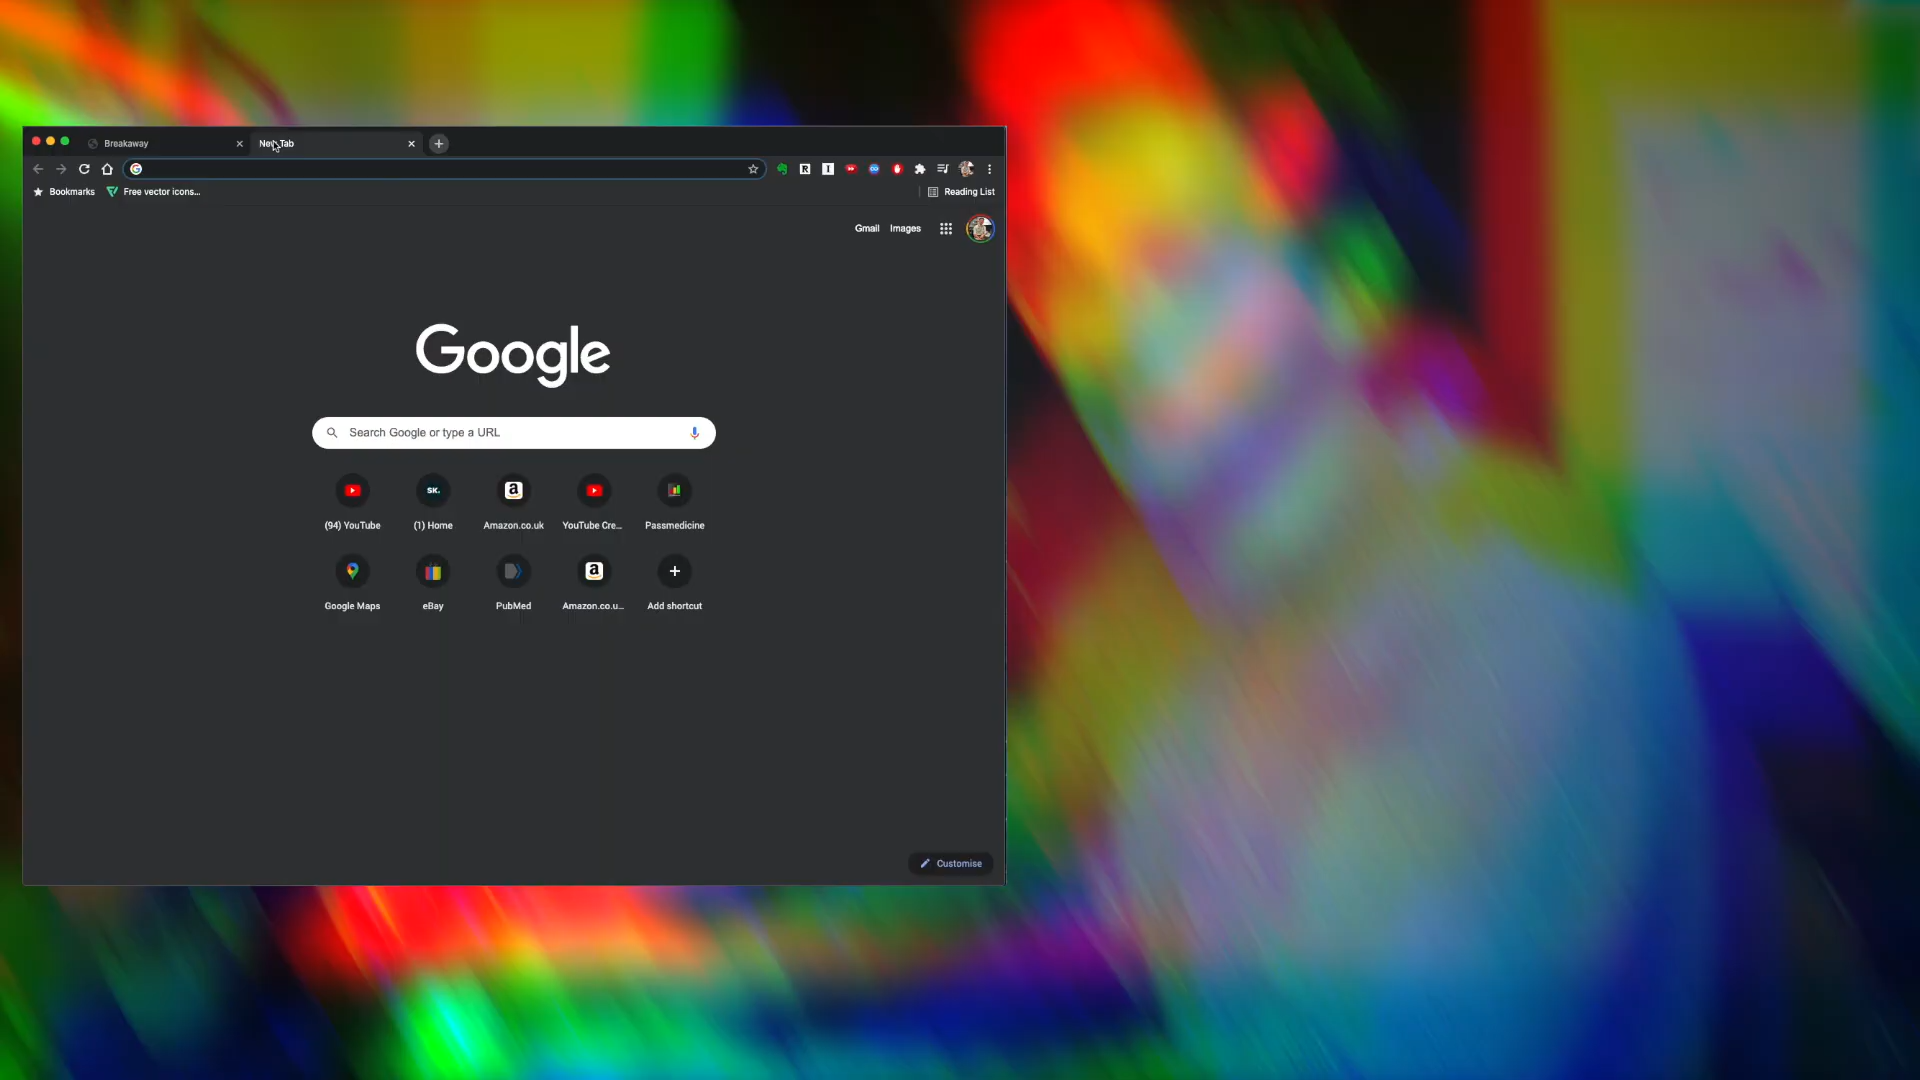 Breakaway
New Tab
Bookmarks
Free vector icons...
Reading List
Gmail
Images
Google
Search Google or type a URL
(94) YouTube
SK.
(1) Home
Amazon.co.uk
YouTube Cre...
Passmedicine
Google Maps
eBay
PubMed
Amazon.co.u...
Add shortcut
Customise